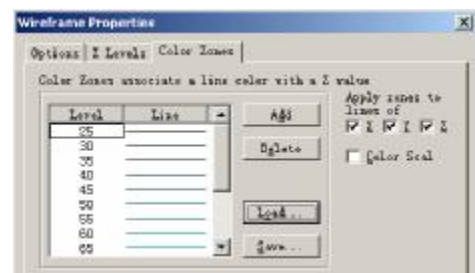 Wireframe Properties
Options Z Levels Color Zones
Color Zones associate a line color with a Z value
Level Line
25
30
35
40
45
50
55
60
65
Add
Delete
Load...
Save...
Apply zones to
lines of
X Y Z
Color Scal